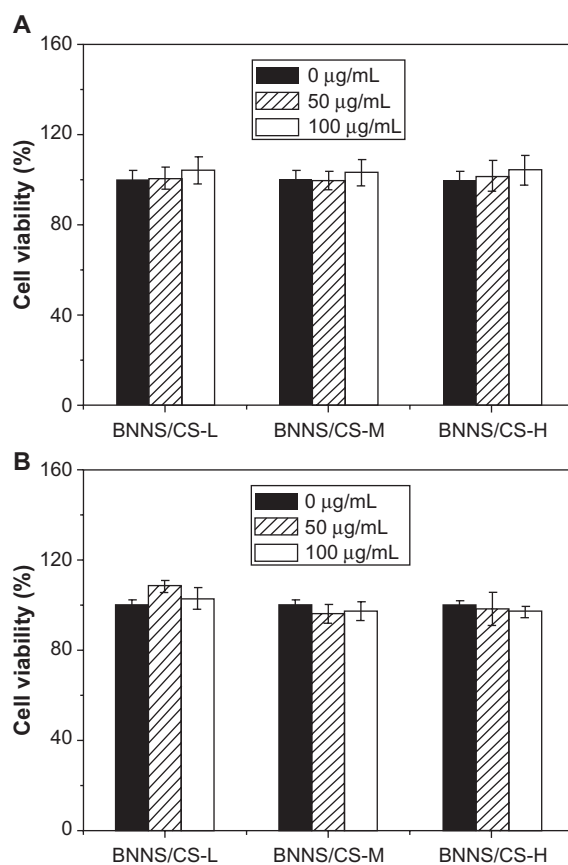 A
160
120
80
40
0
Cell viability (%)
0 μg/mL
50 μg/mL
100 μg/mL
BNNS/CS-L BNNS/CS-M BNNS/CS-H
B
160
120
80
40
0
Cell viability (%)
0 μg/mL
50 μg/mL
100 μg/mL
BNNS/CS-L BNNS/CS-M BNNS/CS-H